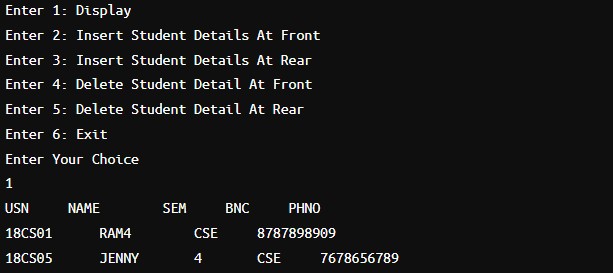 Enter 1: Display
Enter 2: Insert Student Details At Front
Enter 3: Insert Student Details At Rear
Enter 4: Delete Student Detail At Front
Enter 5: Delete Student Detail At Rear
Enter 6: Exit
Enter Your Choice
1
USN     NAME        SEM     BNC     PHNO
18CS01      RAM4        CSE     8787898909
18CS05      JENNY       4       CSE     7678656789